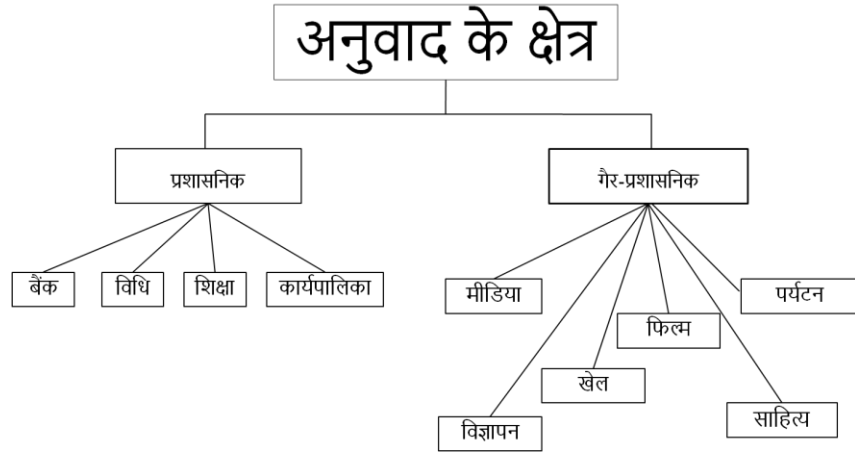 अनुवाद के क्षेत्र
प्रशासनिक
गैर-प्रशासनिक
बैंक
विधि
शिक्षा
कार्यपालिका
मीडिया
पर्यटन
फिल्म
खेल
विज्ञापन
साहित्य